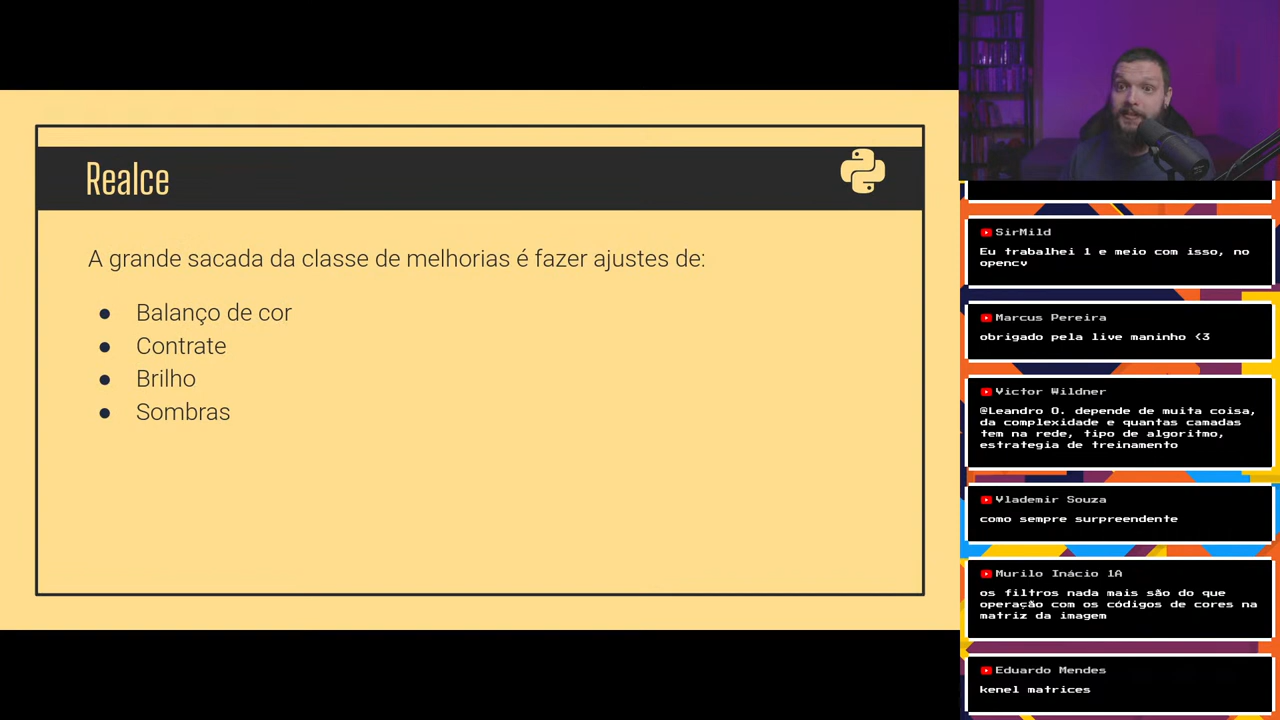 Realce
A grande sacada da classe de melhorias é fazer ajustes de:
● Balanço de cor
● Contrate
● Brilho
● Sombras
SirMild
Eu trabalhei 1 e meio com isso, no
opencv
Marcus Pereira
obrigado pela live maninho <3
Victor Wildner
@Leandro O. depende de muita coisa,
da complexidade e quantas camadas
tem na rede, tipo de algoritmo,
estrategia de treinamento
Vlademir Souza
como sempre surpreendente
Murilo Inácio 1A
os filtros nada mais são do que
operação com os códigos de cores na
matriz da imagem
Eduardo Mendes
kenel matrices